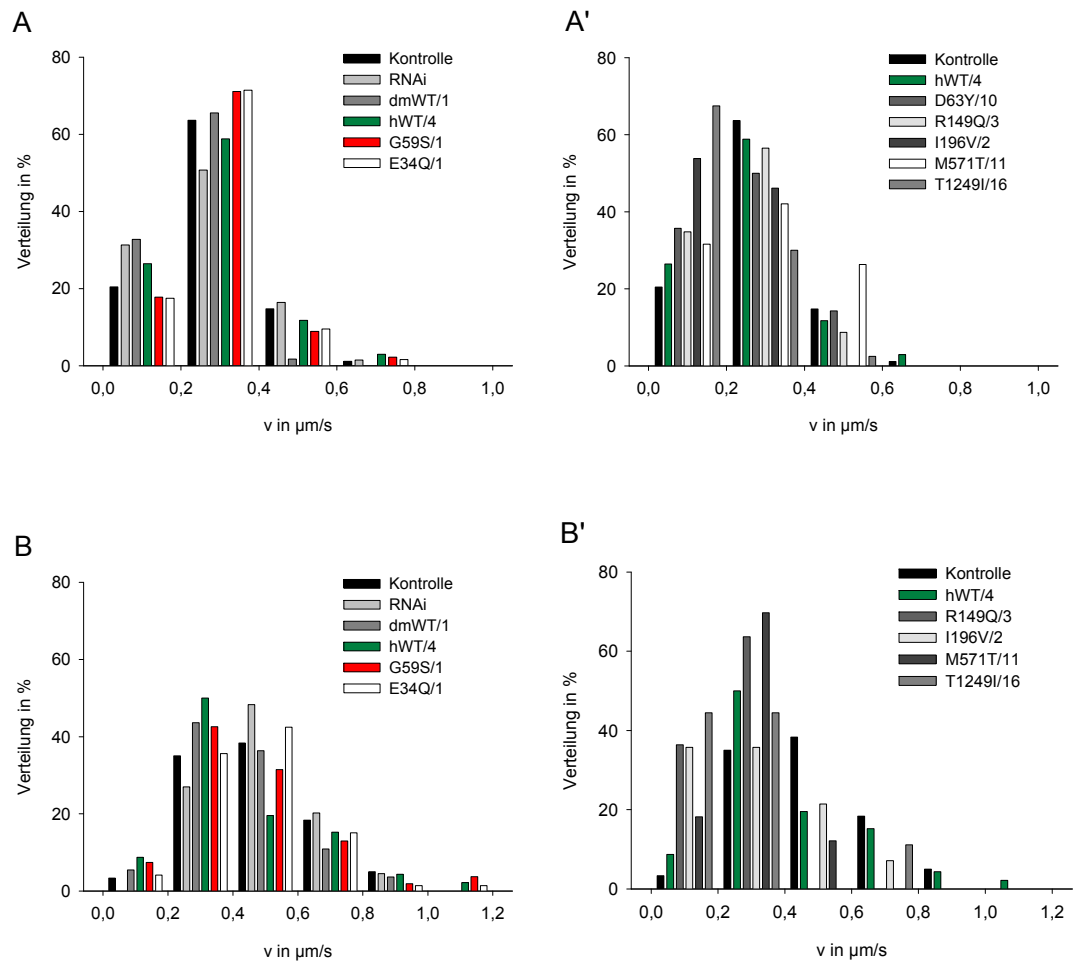 A
Verteilung in %
80
60
40
20
0
0,0 0,2 0,4 0,6 0,8 1,0
v in µm/s
Kontrolle
RNAi
dmWT/1
hWT/4
G59S/1
E34Q/1
A'
Verteilung in %
80
60
40
20
0
0,0 0,2 0,4 0,6 0,8 1,0
v in µm/s
Kontrolle
hWT/4
D63Y/10
R149Q/3
I196V/2
M571T/11
T1249I/16
B
Verteilung in %
80
60
40
20
0
0,0 0,2 0,4 0,6 0,8 1,0 1,2
v in µm/s
Kontrolle
RNAi
dmWT/1
hWT/4
G59S/1
E34Q/1
B'
Verteilung in %
80
60
40
20
0
0,0 0,2 0,4 0,6 0,8 1,0 1,2
v in µm/s
Kontrolle
hWT/4
R149Q/3
I196V/2
M571T/11
T1249I/16